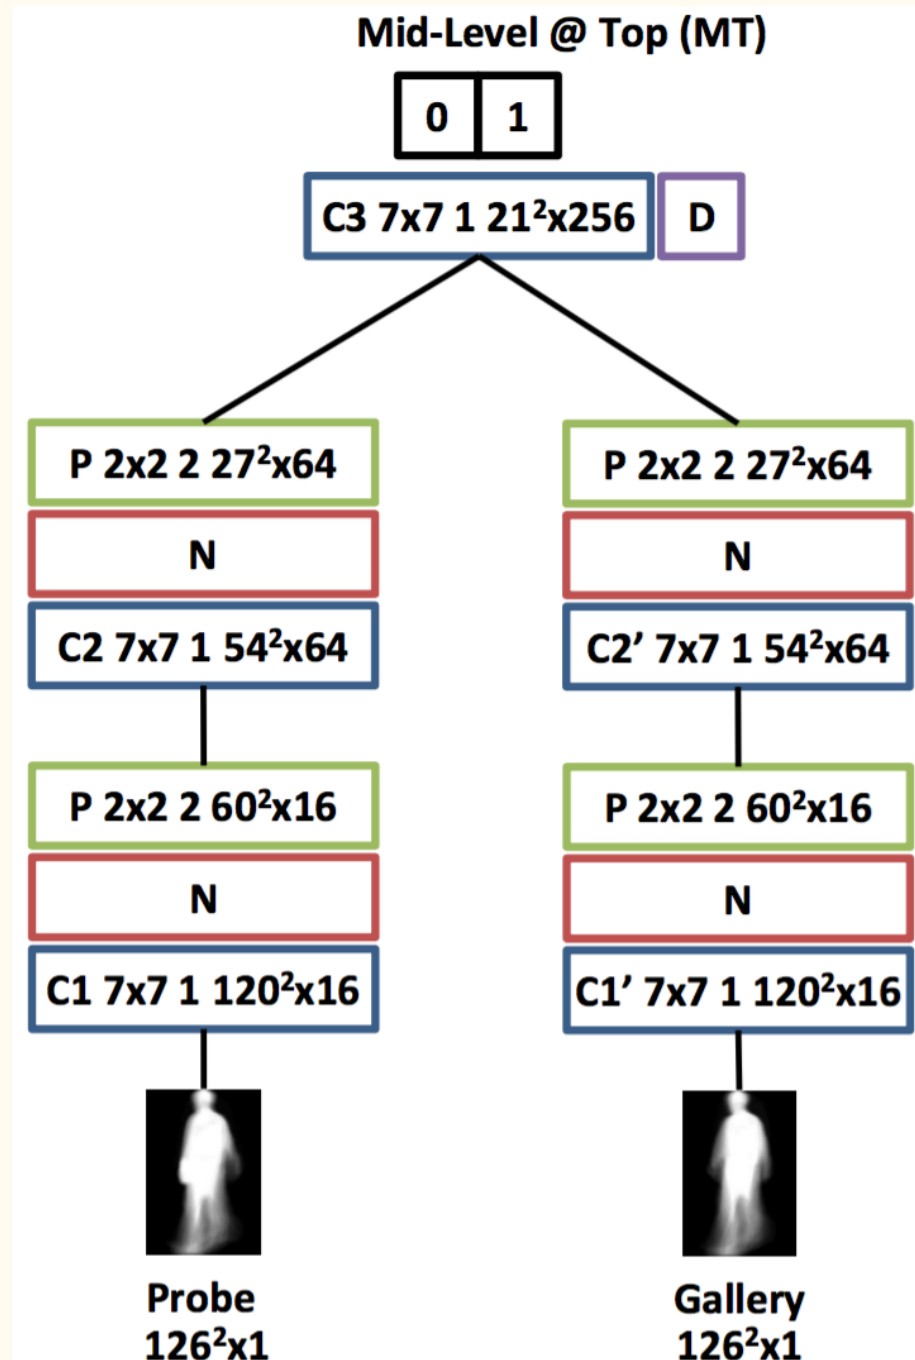 Mid-Level @ Top (MT)
0 1
C3 7x7 1 21²x256 D
P 2x2 2 27²x64 P 2x2 2 27²x64
N N
C2 7x7 1 54²x64 C2’ 7x7 1 54²x64
P 2x2 2 60²x16 P 2x2 2 60²x16
N N
C1 7x7 1 120²x16 C1’ 7x7 1 120²x16
Probe Gallery
126²x1 126²x1